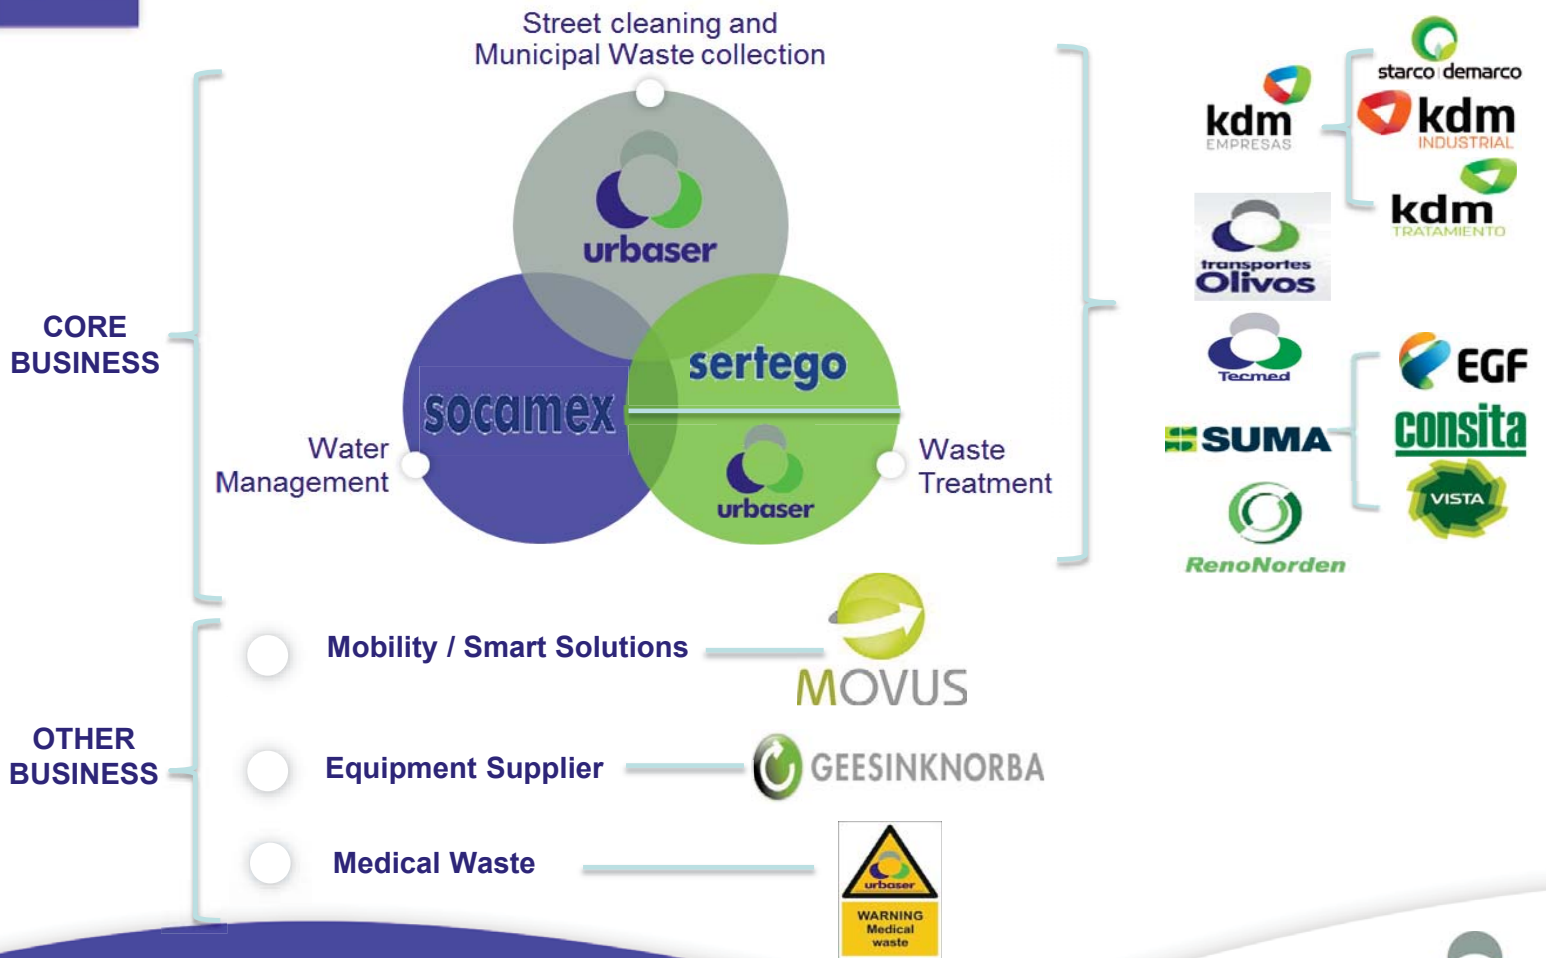 Street cleaning and
Municipal Waste collection
urbaser
CORE
BUSINESS
sertego
socamex
Water
Management
Waste
Treatment
urbaser
kdm
EMPRESAS
starco demarco
kdm
INDUSTRIAL
kdm
TRATAMIENTO
transportes
Olivos
Tecmed
SUMA
EGF
consita
VISTA
RenoNorden
OTHER
BUSINESS
Mobility / Smart Solutions
MOVUS
Equipment Supplier
GEESINKNORBA
Medical Waste
urbaser
WARNING
Medical
waste